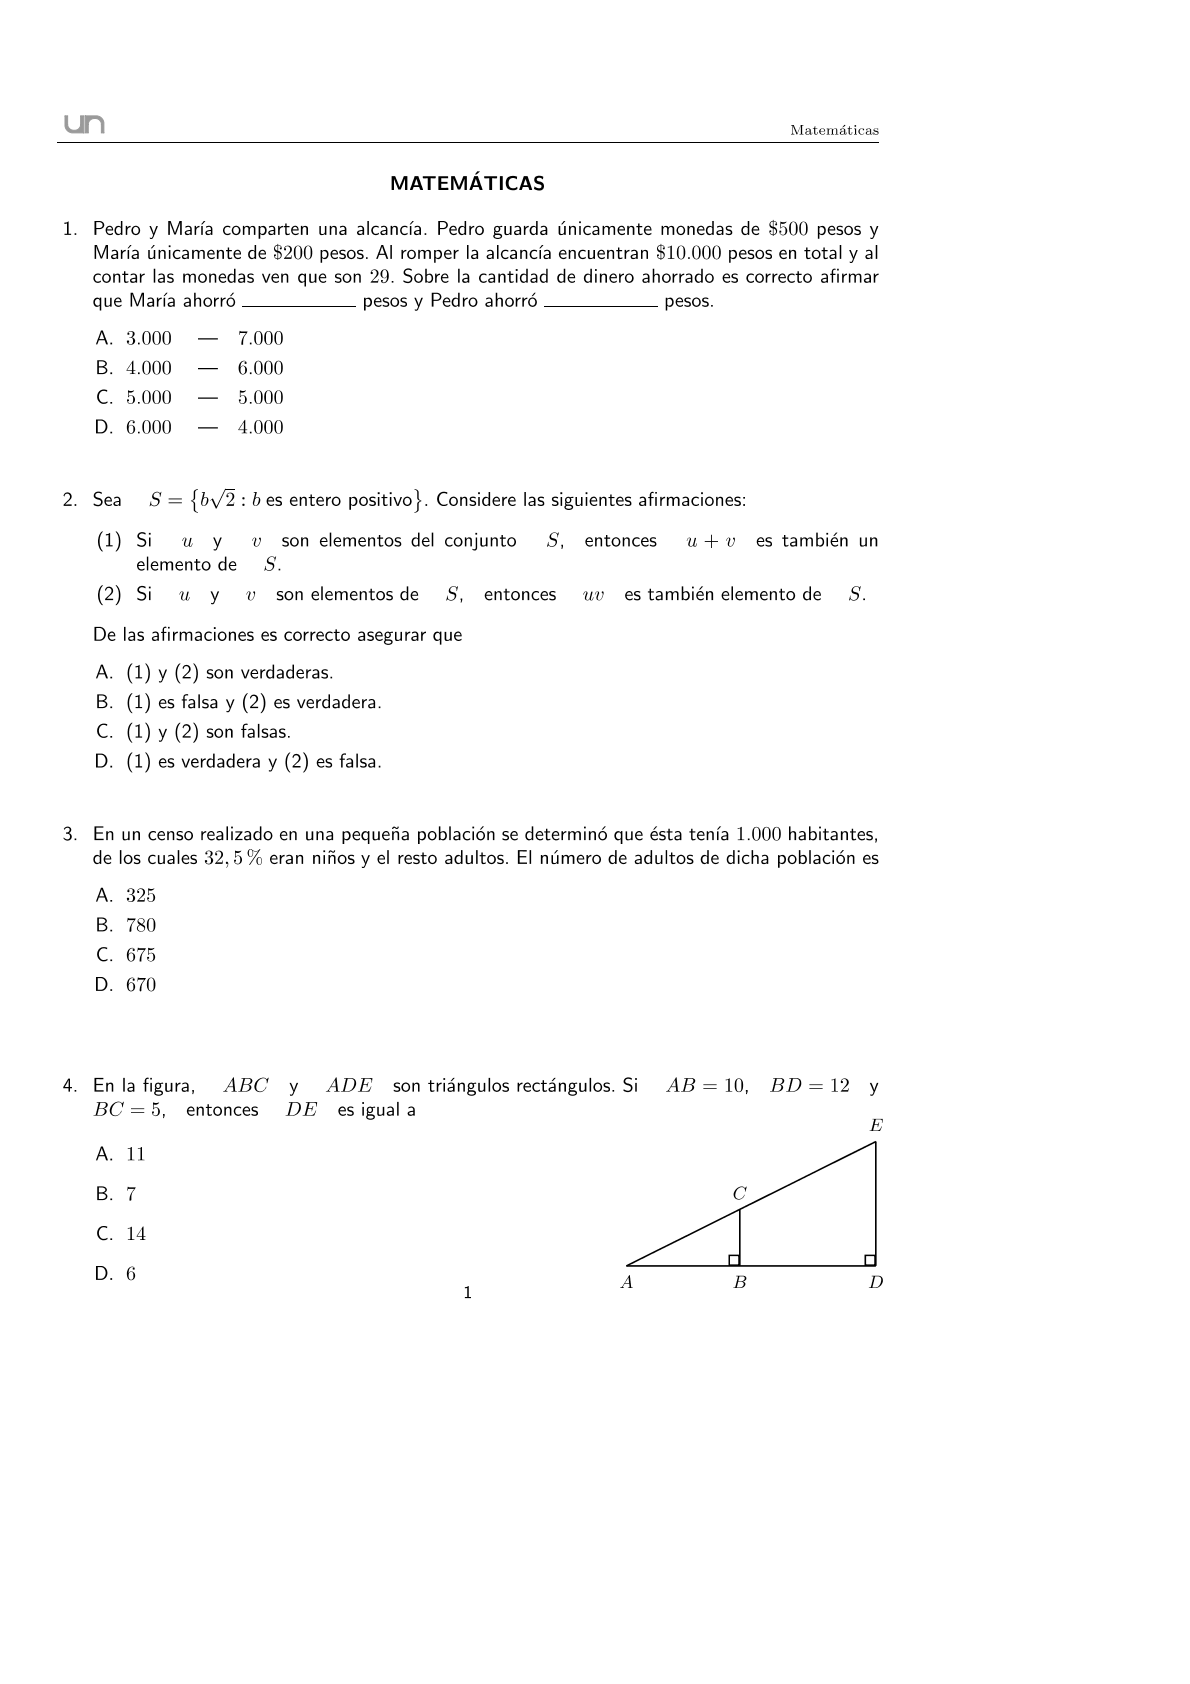 un
Matemáticas
MATEMÁTICAS
1. Pedro y María comparten una alcancía. Pedro guarda únicamente monedas de $500 pesos y
María únicamente de $200 pesos. Al romper la alcancía encuentran $10.000 pesos en total y al
contar las monedas ven que son 29. Sobre la cantidad de dinero ahorrado es correcto afirmar
que María ahorró ____________ pesos y Pedro ahorró ____________ pesos.
A. 3.000 — 7.000
B. 4.000 — 6.000
C. 5.000 — 5.000
D. 6.000 — 4.000
2. Sea S = {b√2 : b es entero positivo}. Considere las siguientes afirmaciones:
(1) Si u y v son elementos del conjunto S, entonces u + v es también un
elemento de S.
(2) Si u y v son elementos de S, entonces uv es también elemento de S.
De las afirmaciones es correcto asegurar que
A. (1) y (2) son verdaderas.
B. (1) es falsa y (2) es verdadera.
C. (1) y (2) son falsas.
D. (1) es verdadera y (2) es falsa.
3. En un censo realizado en una pequeña población se determinó que ésta tenía 1.000 habitantes,
de los cuales 32,5 % eran niños y el resto adultos. El número de adultos de dicha población es
A. 325
B. 780
C. 675
D. 670
4. En la figura, ABC y ADE son triángulos rectángulos. Si AB = 10, BD = 12 y
BC = 5, entonces DE es igual a
A. 11
B. 7
C. 14
D. 6
E
C
A B D
1